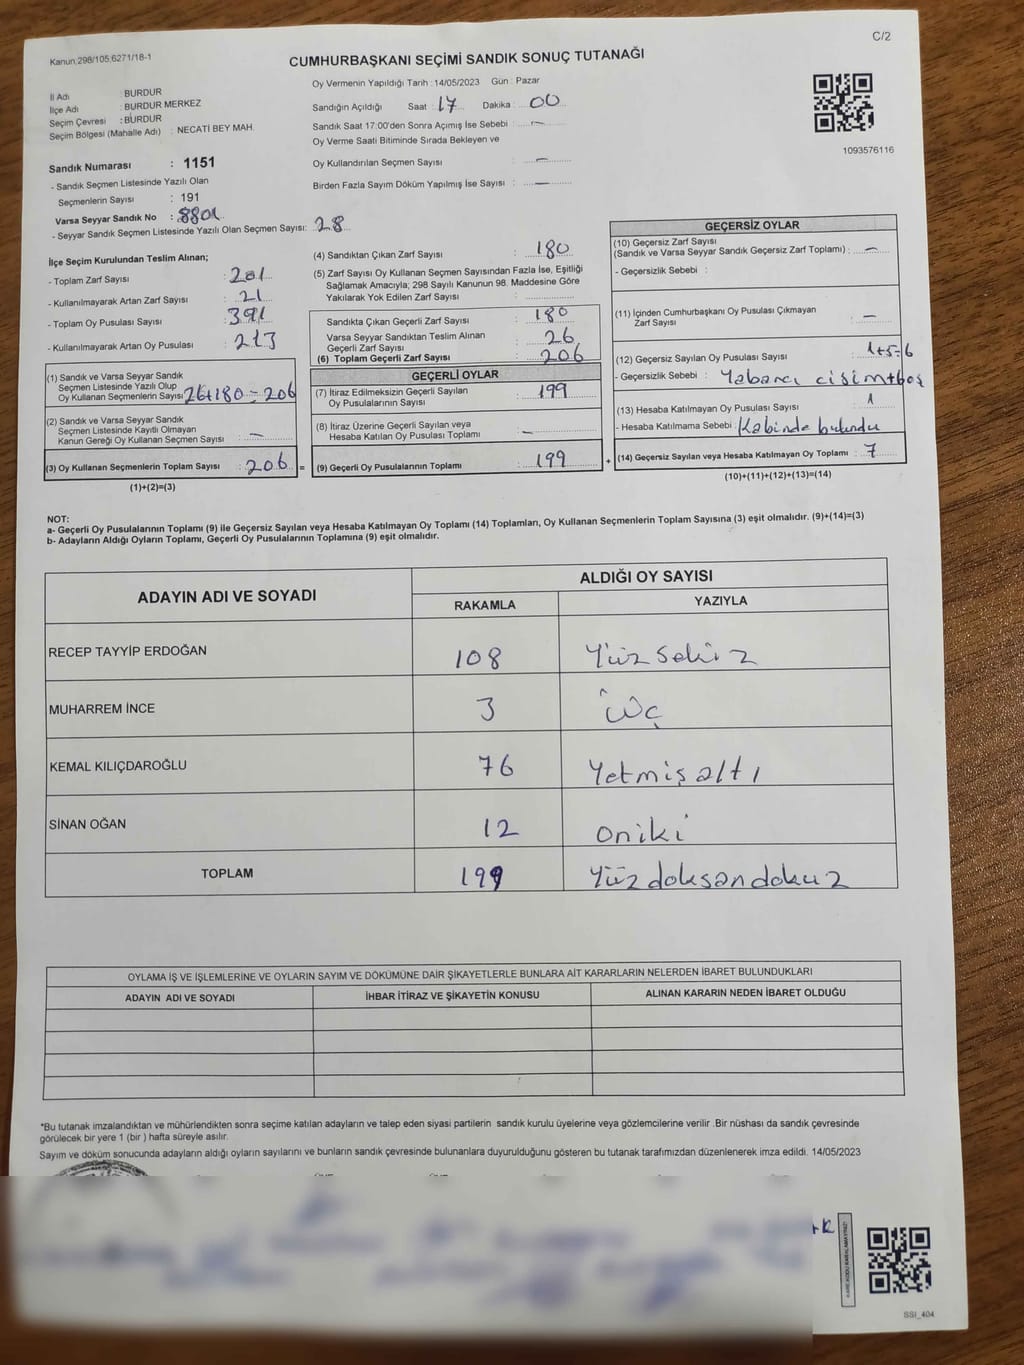 C/2
Kanun.298/105.6271/18-1
CUMHURBAŞKANI SEÇİMİ SANDIK SONUÇ TUTANAĞI
Oy Vermenin Yapıldığı Tarih : 14/05/2023 Gün : Pazar
İl Adı : BURDUR
İlçe Adı : BURDUR MERKEZ
Seçim Çevresi : BURDUR
Seçim Bölgesi (Mahalle Adı) : NECATİ BEY MAH.
Sandığın Açıldığı Saat : 17 Dakika : 00
Sandık Saat 17:00'den Sonra Açımış İse Sebebi : —
Oy Verme Saati Bitiminde Sırada Bekleyen ve
Oy Kullandırılan Seçmen Sayısı : —
Birden Fazla Sayım Döküm Yapılmış İse Sayısı : —
1093576116
Sandık Numarası : 1151
- Sandık Seçmen Listesinde Yazılı Olan
Seçmenlerin Sayısı : 191
Varsa Seyyar Sandık No : 8801
- Seyyar Sandık Seçmen Listesinde Yazılı Olan Seçmen Sayısı: 28
İlçe Seçim Kurulundan Teslim Alınan;
- Toplam Zarf Sayısı : 201
- Kullanılmayarak Artan Zarf Sayısı : 21
- Toplam Oy Pusulası Sayısı : 391
- Kullanılmayarak Artan Oy Pusulası : 213
(1) Sandık ve Varsa Seyyar Sandık
Seçmen Listesinde Yazılı Olup
Oy Kullanan Seçmenlerin Sayısı : 26+180=206
(2) Sandık ve Varsa Seyyar Sandık
Seçmen Listesinde Kayıtlı Olmayan
Kanun Gereği Oy Kullanan Seçmen Sayısı : —
(3) Oy Kullanan Seçmenlerin Toplam Sayısı : 206 =
(1)+(2)=(3)
(4) Sandıktan Çıkan Zarf Sayısı : 180
(5) Zarf Sayısı Oy Kullanan Seçmen Sayısından Fazla İse, Eşitliği
Sağlamak Amacıyla; 298 Sayılı Kanunun 98. Maddesine Göre
Yakılarak Yok Edilen Zarf Sayısı :
Sandıkta Çıkan Geçerli Zarf Sayısı : 180
Varsa Seyyar Sandıktan Teslim Alınan
Geçerli Zarf Sayısı : 26
(6) Toplam Geçerli Zarf Sayısı : 206
GEÇERLİ OYLAR
(7) İtiraz Edilmeksizin Geçerli Sayılan
Oy Pusulalarının Sayısı : 199
(8) İtiraz Üzerine Geçerli Sayılan veya
Hesaba Katılan Oy Pusulası Toplamı : —
(9) Geçerli Oy Pusulalarının Toplamı : 199 +
GEÇERSİZ OYLAR
(10) Geçersiz Zarf Sayısı
(Sandık ve Varsa Seyyar Sandık Geçersiz Zarf Toplamı) : —
- Geçersizlik Sebebi :
(11) İçinden Cumhurbaşkanı Oy Pusulası Çıkmayan
Zarf Sayısı : —
(12) Geçersiz Sayılan Oy Pusulası Sayısı : 1+5=6
- Geçersizlik Sebebi : Yabancı cisim+boş
(13) Hesaba Katılmayan Oy Pusulası Sayısı : 1
- Hesaba Katılmama Sebebi : Kabinde bulundu
(14) Geçersiz Sayılan veya Hesaba Katılmayan Oy Toplamı : 7
(10)+(11)+(12)+(13)=(14)
NOT:
a- Geçerli Oy Pusulalarının Toplamı (9) ile Geçersiz Sayılan veya Hesaba Katılmayan Oy Toplamı (14) Toplamları, Oy Kullanan Seçmenlerin Toplam Sayısına (3) eşit olmalıdır. (9)+(14)=(3)
b- Adayların Aldığı Oyların Toplamı, Geçerli Oy Pusulalarının Toplamına (9) eşit olmalıdır.
ADAYIN ADI VE SOYADI ALDIĞI OY SAYISI
RAKAMLA YAZIYLA
RECEP TAYYİP ERDOĞAN 108 Yüzsekiz
MUHARREM İNCE 3 üç
KEMAL KILIÇDAROĞLU 76 Yetmişaltı
SİNAN OĞAN 12 oniki
TOPLAM 199 Yüzdoksandokuz
OYLAMA İŞ VE İŞLEMLERİNE VE OYLARIN SAYIM VE DÖKÜMÜNE DAİR ŞİKAYETLERLE BUNLARA AİT KARARLARIN NELERDEN İBARET BULUNDUKLARI
ADAYIN ADI VE SOYADI İHBAR İTİRAZ VE ŞİKAYETİN KONUSU ALINAN KARARIN NEDEN İBARET OLDUĞU
*Bu tutanak imzalandıktan ve mühürlendikten sonra seçime katılan adayların ve talep eden siyasi partilerin sandık kurulu üyelerine veya gözlemcilerine verilir .Bir nüshası da sandık çevresinde
görülecek bir yere 1 (bir ) hafta süreyle asılır.
Sayım ve döküm sonucunda adayların aldığı oyların sayılarını ve bunların sandık çevresinde bulunanlara duyurulduğunu gösteren bu tutanak tarafımızdan düzenlenerek imza edildi. 14/05/2023
SSI_404